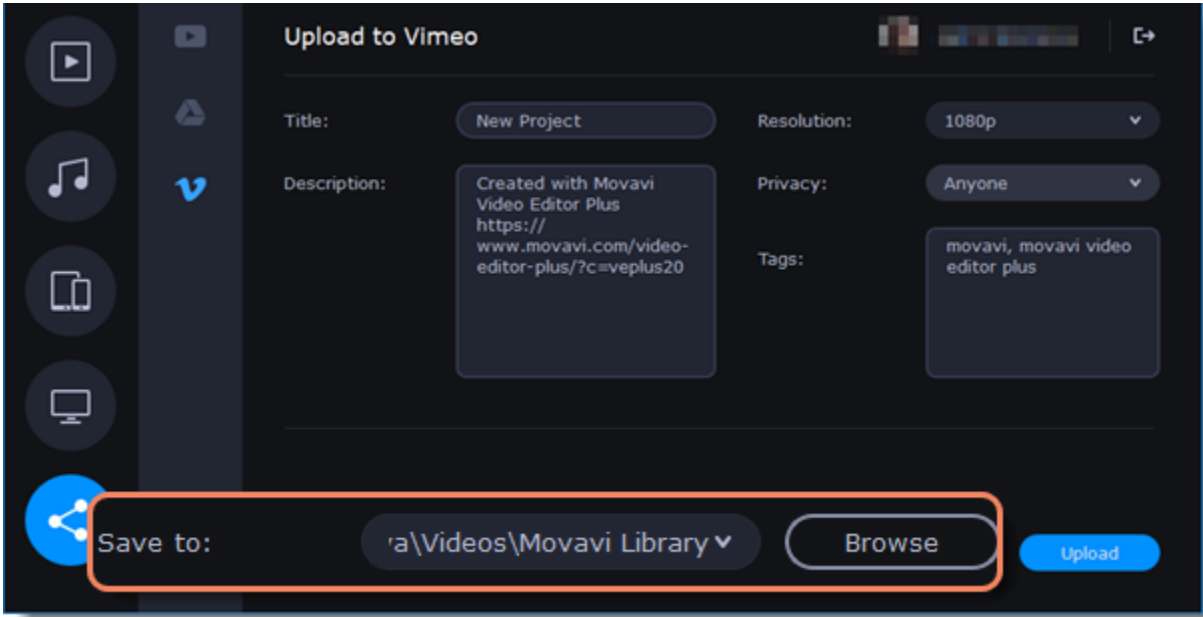 Upload to Vimeo
Title:
New Project
Resolution:
1080p
Description:
Created with Movavi
Video Editor Plus
https://
www.movavi.com/video-
editor-plus/?c=veplus20
Privacy:
Anyone
Tags:
movavi, movavi video
editor plus
Save to:
a\Videos\Movavi Library
Browse
Upload